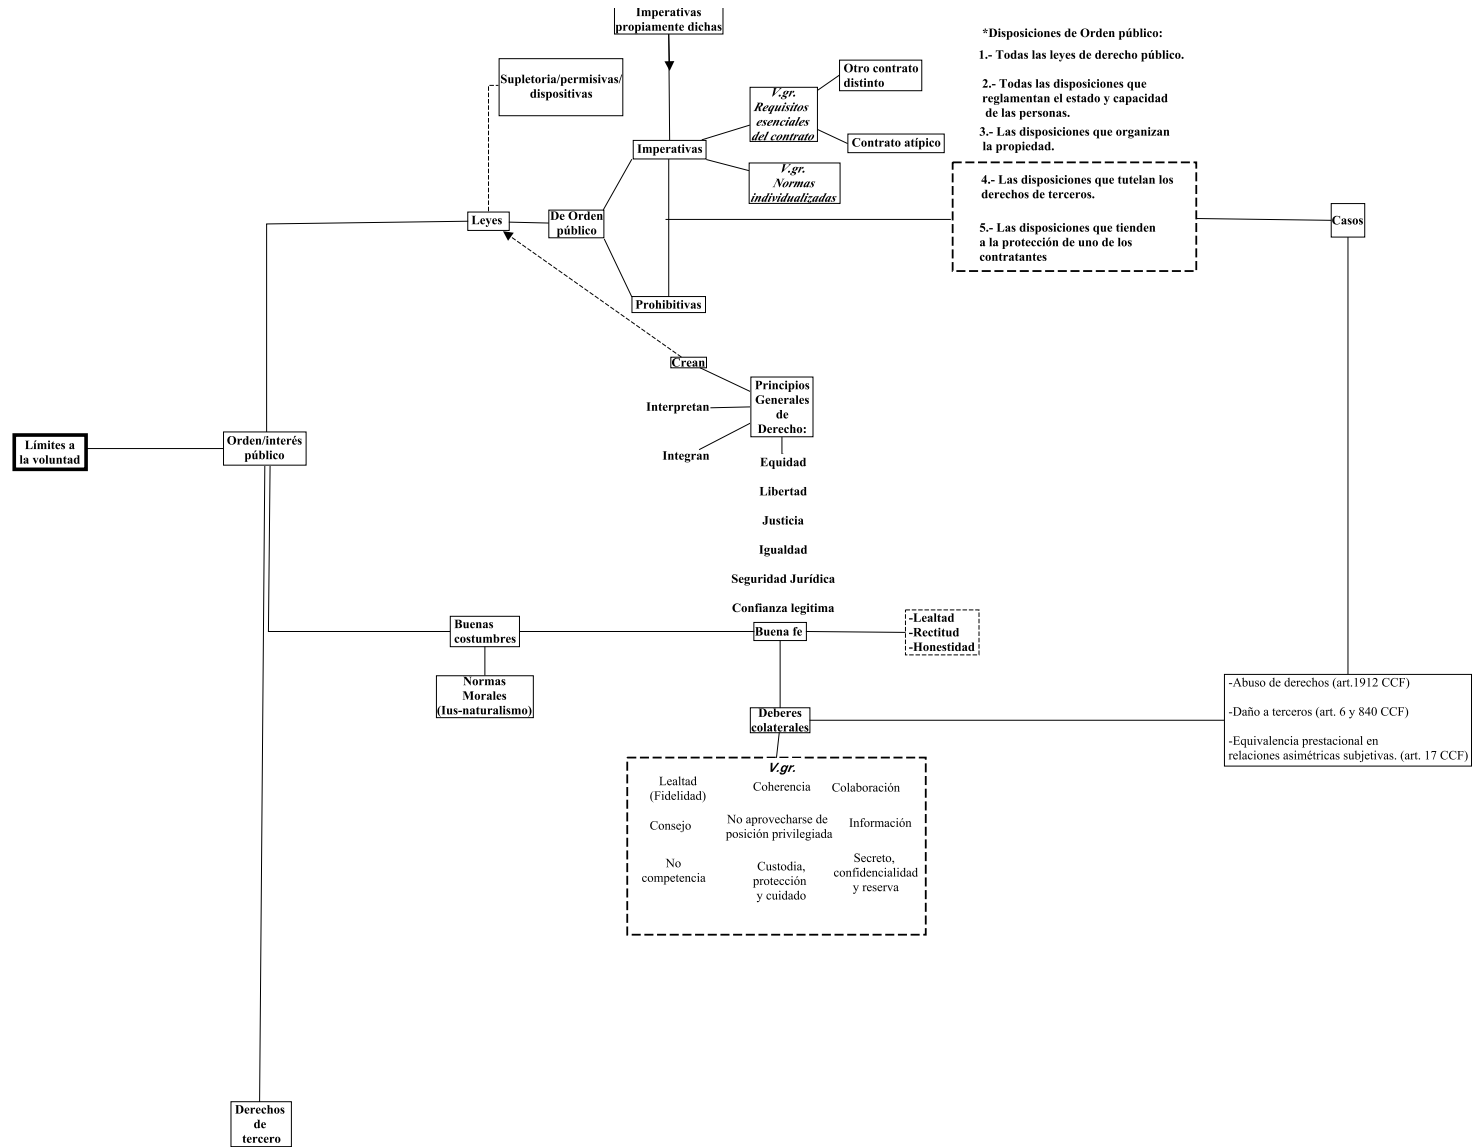 Imperativas
propiamente dichas
*Disposiciones de Orden público:
1.- Todas las leyes de derecho público.
2.- Todas las disposiciones que
reglamentan el estado y capacidad
de las personas.
3.- Las disposiciones que organizan
la propiedad.
4.- Las disposiciones que tutelan los
derechos de terceros.
5.- Las disposiciones que tienden
a la protección de uno de los
contratantes
Supletoria/permisivas/
dispositivas
Otro contrato
distinto
V.gr.
Requisitos
esenciales
del contrato
Contrato atípico
Imperativas
V.gr.
Normas
individualizadas
Leyes
De Orden
público
Casos
Prohibitivas
Crean
Interpretan
Integran
Principios
Generales
de
Derecho:
Equidad
Libertad
Justicia
Igualdad
Seguridad Jurídica
Confianza legitima
Límites a
la voluntad
Orden/interés
público
Buenas
costumbres
Buena fe
-Lealtad
-Rectitud
-Honestidad
Normas
Morales
(Ius-naturalismo)
Deberes
colaterales
-Abuso de derechos (art.1912 CCF)
-Daño a terceros (art. 6 y 840 CCF)
-Equivalencia prestacional en
relaciones asimétricas subjetivas. (art. 17 CCF)
V.gr.
Lealtad
(Fidelidad)
Coherencia
Colaboración
Consejo
No aprovecharse de
posición privilegiada
Información
No
competencia
Custodia,
protección
y cuidado
Secreto,
confidencialidad
y reserva
Derechos
de
tercero